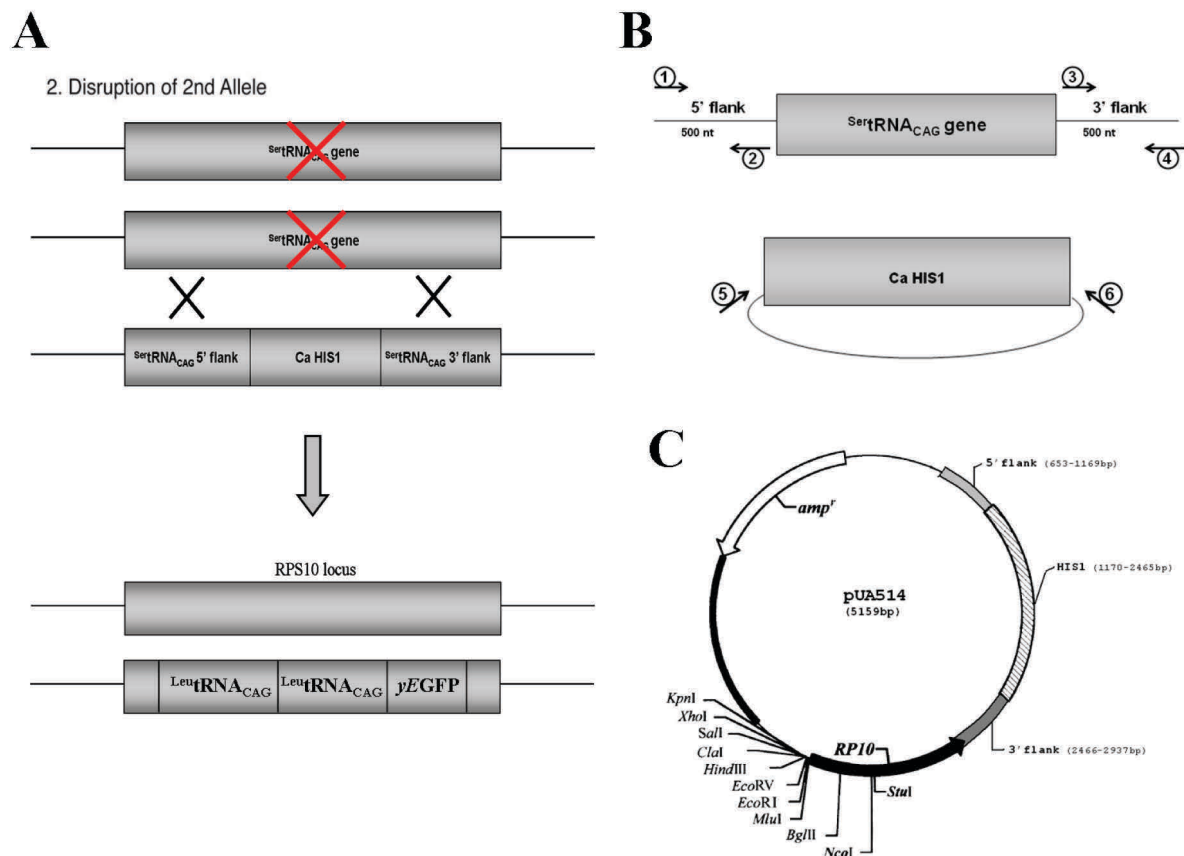 A
2. Disruption of 2nd Allele
SertRNACAG gene
SertRNACAG gene
SertRNACAG 5' flank
Ca HIS1
SertRNACAG 3' flank
RPS10 locus
LeutRNACAG
LeutRNACAG
yEGFP
B
1
3
5' flank
3' flank
SertRNACAG gene
500 nt
500 nt
2
4
Ca HIS1
5
6
C
5'flank (653-1169bp)
ampr
HIS1 (1170-2465bp)
pUA514
(5159bp)
KpnI
XhoI
SalI
ClaI
HindIII
EcoRV
EcoRI
MluI
BglII
NcoI
RP10
StuI
3'flank (2466-2937bp)